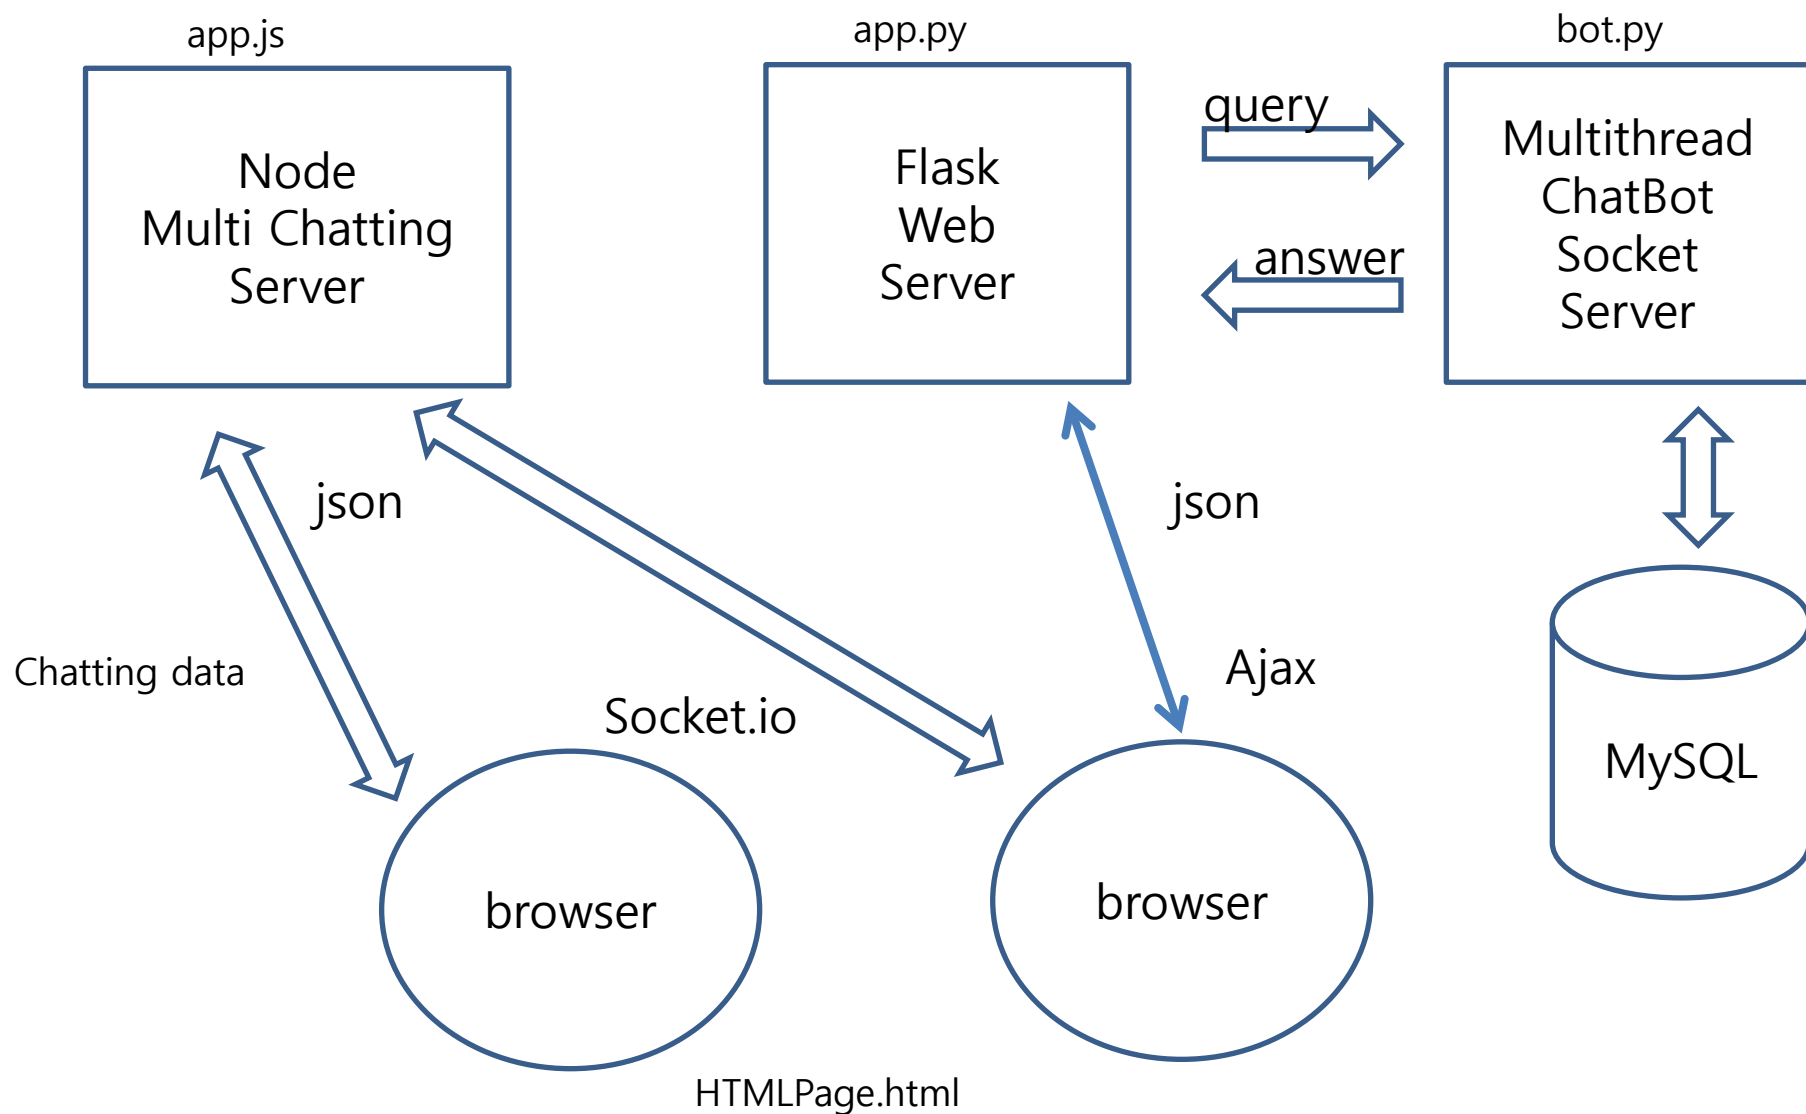 app.js
app.py
bot.py
Node
Multi Chatting
Server
Flask
Web
Server
query
answer
Multithread
ChatBot
Socket
Server
json
json
Chatting data
Socket.io
Ajax
MySQL
browser
browser
HTMLPage.html